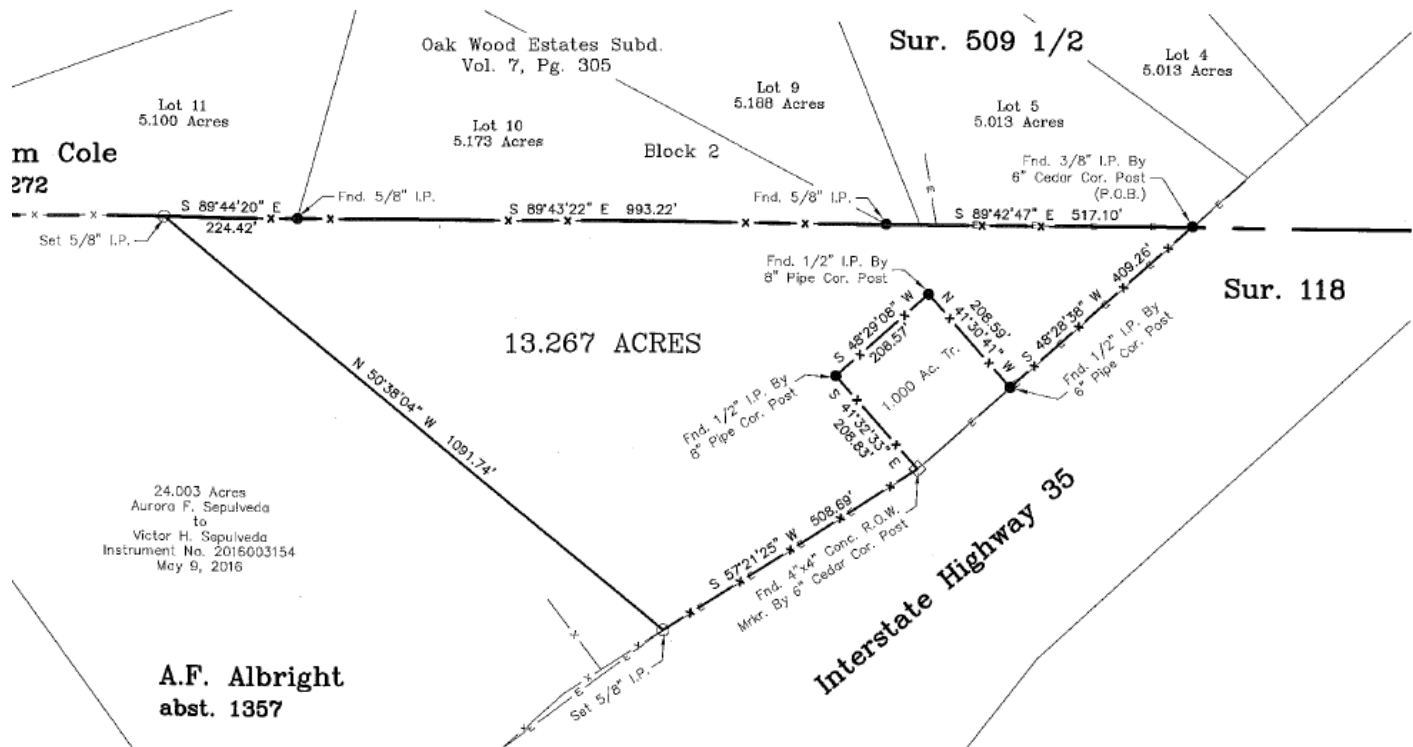 Oak Wood Estates Subd.
Vol. 7, Pg. 305
Sur. 509 1/2
Lot 4
5.013 Acres
Lot 11
5.100 Acres
Lot 9
5.188 Acres
Lot 5
5.013 Acres
Lot 10
5.173 Acres
Block 2
m Cole
272
Fnd. 3/8" I.P. By
6" Cedar Cor. Post
(P.O.B.)
S 89°44'20" E
224.42'
Fnd. 5/8" I.P.
S 89°43'22" E 993.22'
Fnd. 5/8" I.P.
S 89°42'47" E 517.10'
Set 5/8" I.P.
Fnd. 1/2" I.P. By
8" Pipe Cor. Post
S 48°28'38" W 409.26'
Sur. 118
S 48°29'08" W
208.57'
N 41°30'41" W
208.59'
13.267 ACRES
1.000 Ac. Tr.
Fnd. 1/2" I.P. By
6" Pipe Cor. Post
Fnd. 1/2" I.P. By
8" Pipe Cor. Post
S 41°32'33" E
208.83'
N 50°38'04" W 1091.74'
24.003 Acres
Aurora F. Sepulveda
to
Victor H. Sepulveda
Instrument No. 2016003154
May 9, 2016
S 57°21'25" W 508.69'
Fnd. 4"x4" Conc. R.O.W.
Mrkr. By 6" Cedar Cor. Post
Interstate Highway 35
Set 5/8" I.P.
A.F. Albright
abst. 1357